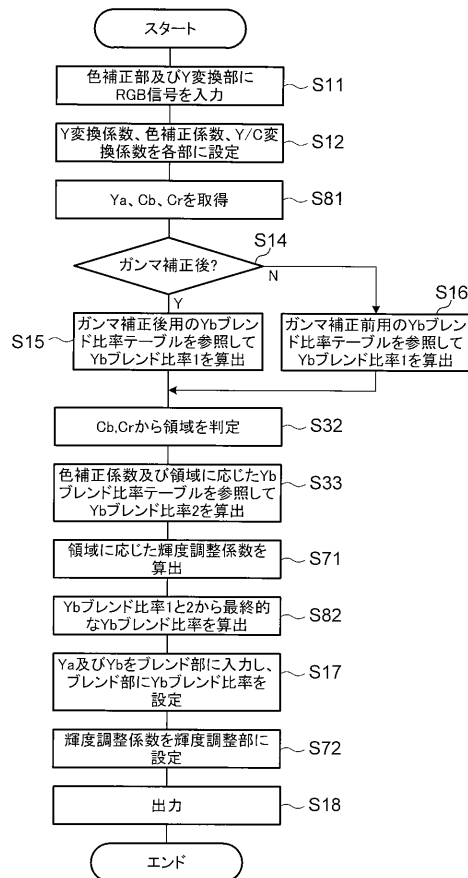 スタート
色補正部及びY変換部に
RGB信号を入力
S11
Y変換係数、色補正係数、Y/C変
換係数を各部に設定
S12
Ya、Cb、Crを取得
S81
S14
ガンマ補正後?
N
Y
S15
ガンマ補正後用のYbブレン
ド比率テーブルを参照して
Ybブレンド比率1を算出
S16
ガンマ補正前用のYbブレン
ド比率テーブルを参照して
Ybブレンド比率1を算出
Cb,Crから領域を判定
S32
色補正係数及び領域に応じたYb
ブレンド比率テーブルを参照して
Ybブレンド比率2を算出
S33
領域に応じた輝度調整係数を
算出
S71
Ybブレンド比率1と2から最終的
なYbブレンド比率を算出
S82
Ya及びYbをブレンド部に入力し、
ブレンド部にYbブレンド比率を
設定
S17
輝度調整係数を輝度調整部に
設定
S72
出力
S18
エンド